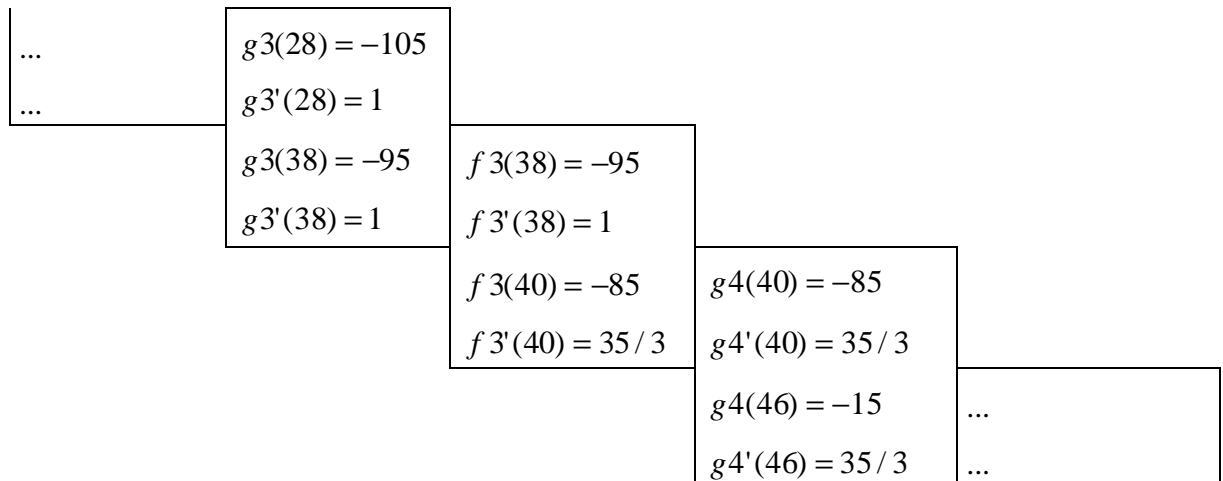 ...
...
g3(28) = −105
g3'(28) = 1
g3(38) = −95
g3'(38) = 1
f3(38) = −95
f3'(38) = 1
f3(40) = −85
f3'(40) = 35/3
g4(40) = −85
g4'(40) = 35/3
g4(46) = −15
g4'(46) = 35/3
...
...